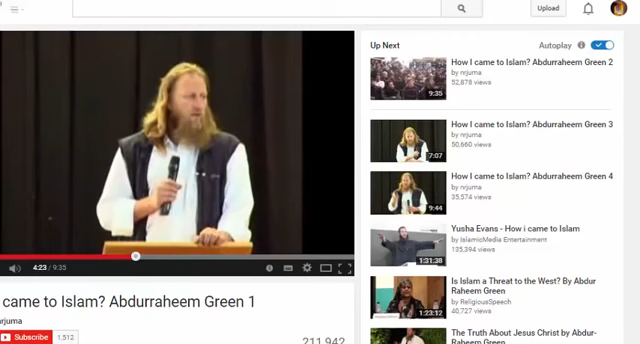 Upload
Up Next
Autoplay
How I came to Islam? Abdurraheem Green 2
by nrjuma
52,878 views
9:35
How I came to Islam? Abdurraheem Green 3
by nrjuma
50,660 views
7:07
How I came to Islam? Abdurraheem Green 4
by nrjuma
35,574 views
9:44
Yusha Evans - How i came to Islam
by IslamicMedia Entertainment
135,394 views
1:31:38
Is Islam a Threat to the West? By Abdur
Raheem Green
by ReligiousSpeech
40,727 views
1:23:12
The Truth About Jesus Christ by Abdur-
Raheem Green
4:23 / 9:35
came to Islam? Abdurraheem Green 1
nrjuma
Subscribe
1,512
211,942